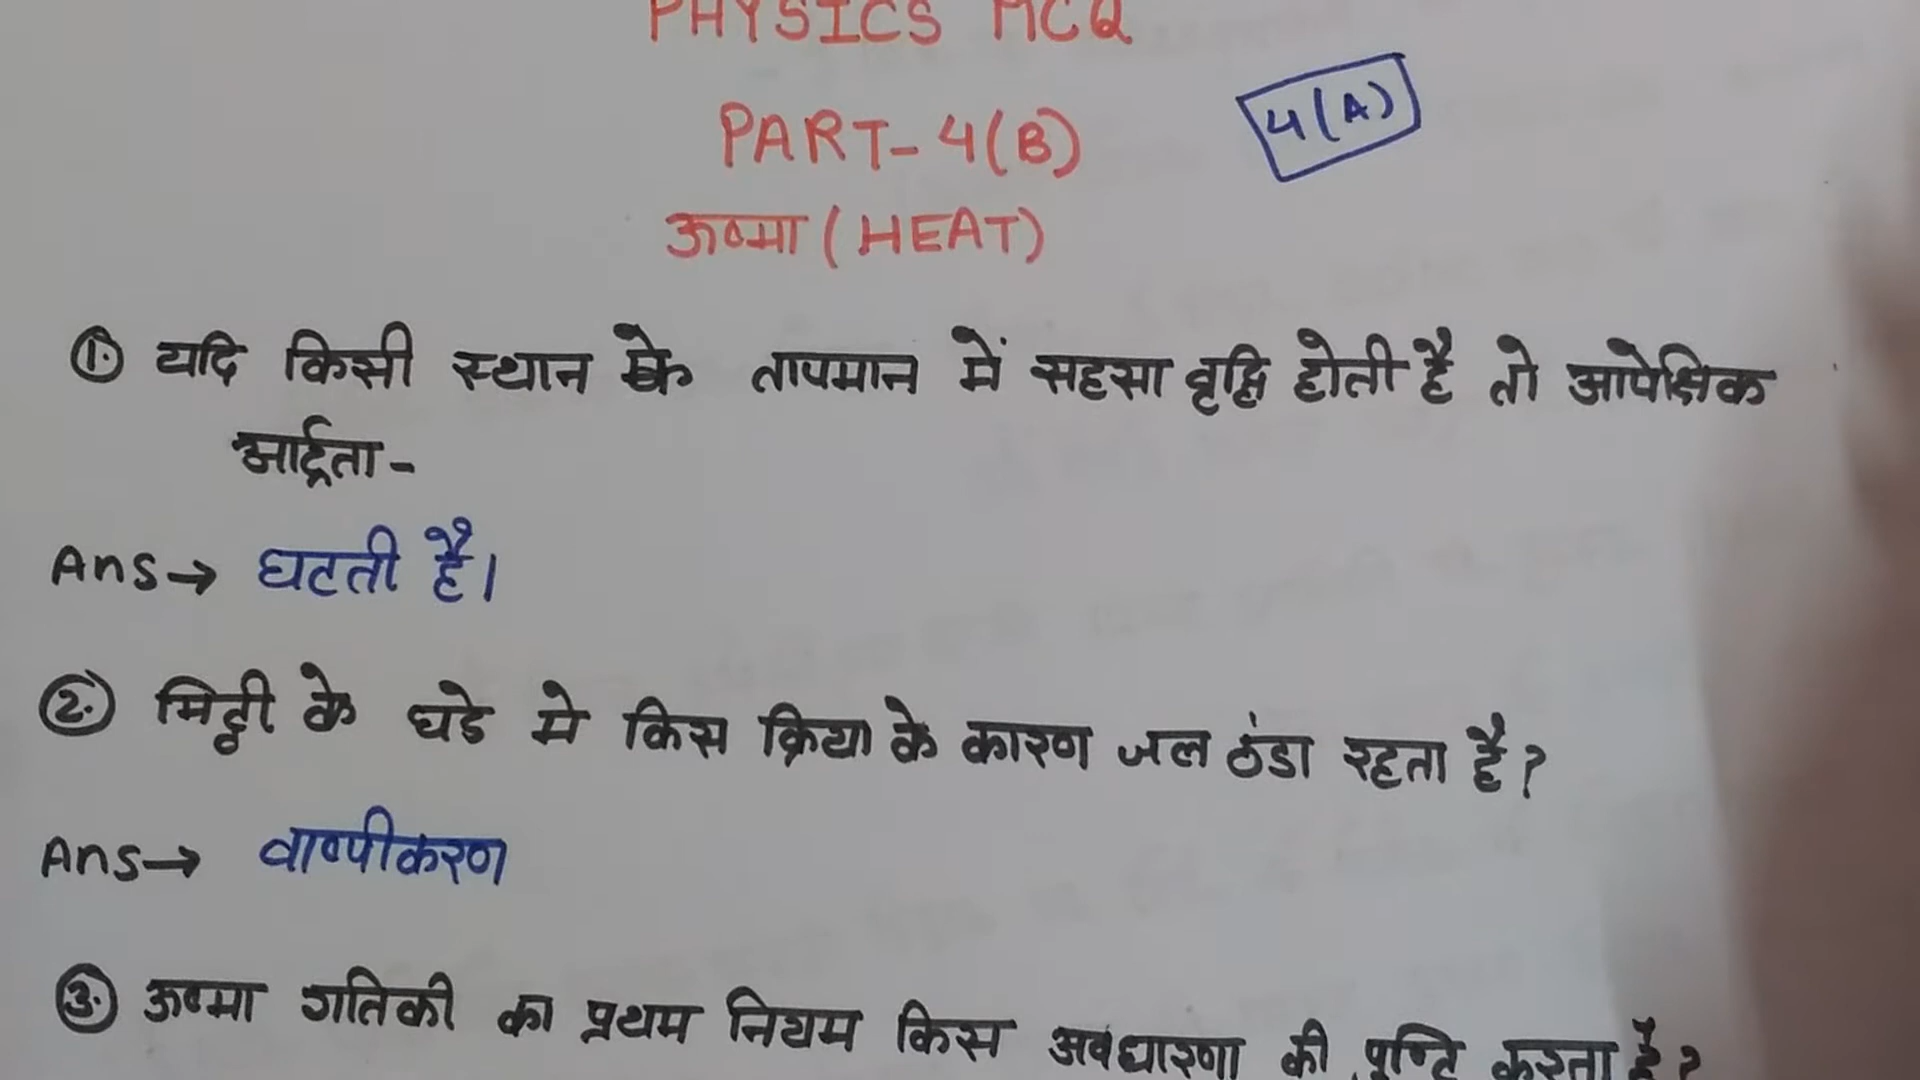 PHYSICS MCQ
PART-4(B)
4(A)
ऊष्मा (HEAT)
1. यदि किसी स्थान के तापमान में सहसा वृद्धि होती है तो आपेक्षिक
आर्द्रता-
Ans→ घटती है।
2. मिट्टी के घडे मे किस क्रिया के कारण जल ठंडा रहता है?
Ans→ वाष्पीकरण
3. ऊष्मा गतिकी का प्रथम नियम किस अवधारणा की पुष्टि करता है?